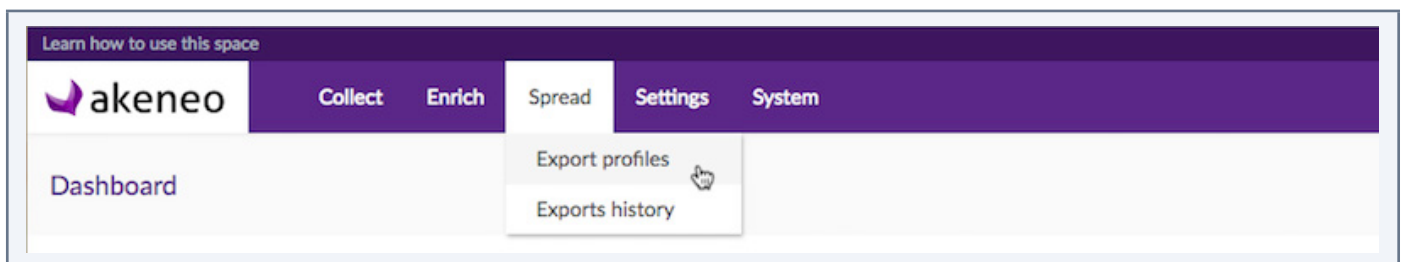 Learn how to use this space
akeneo Collect Enrich Spread Settings System
Export profiles
Dashboard
Exports history